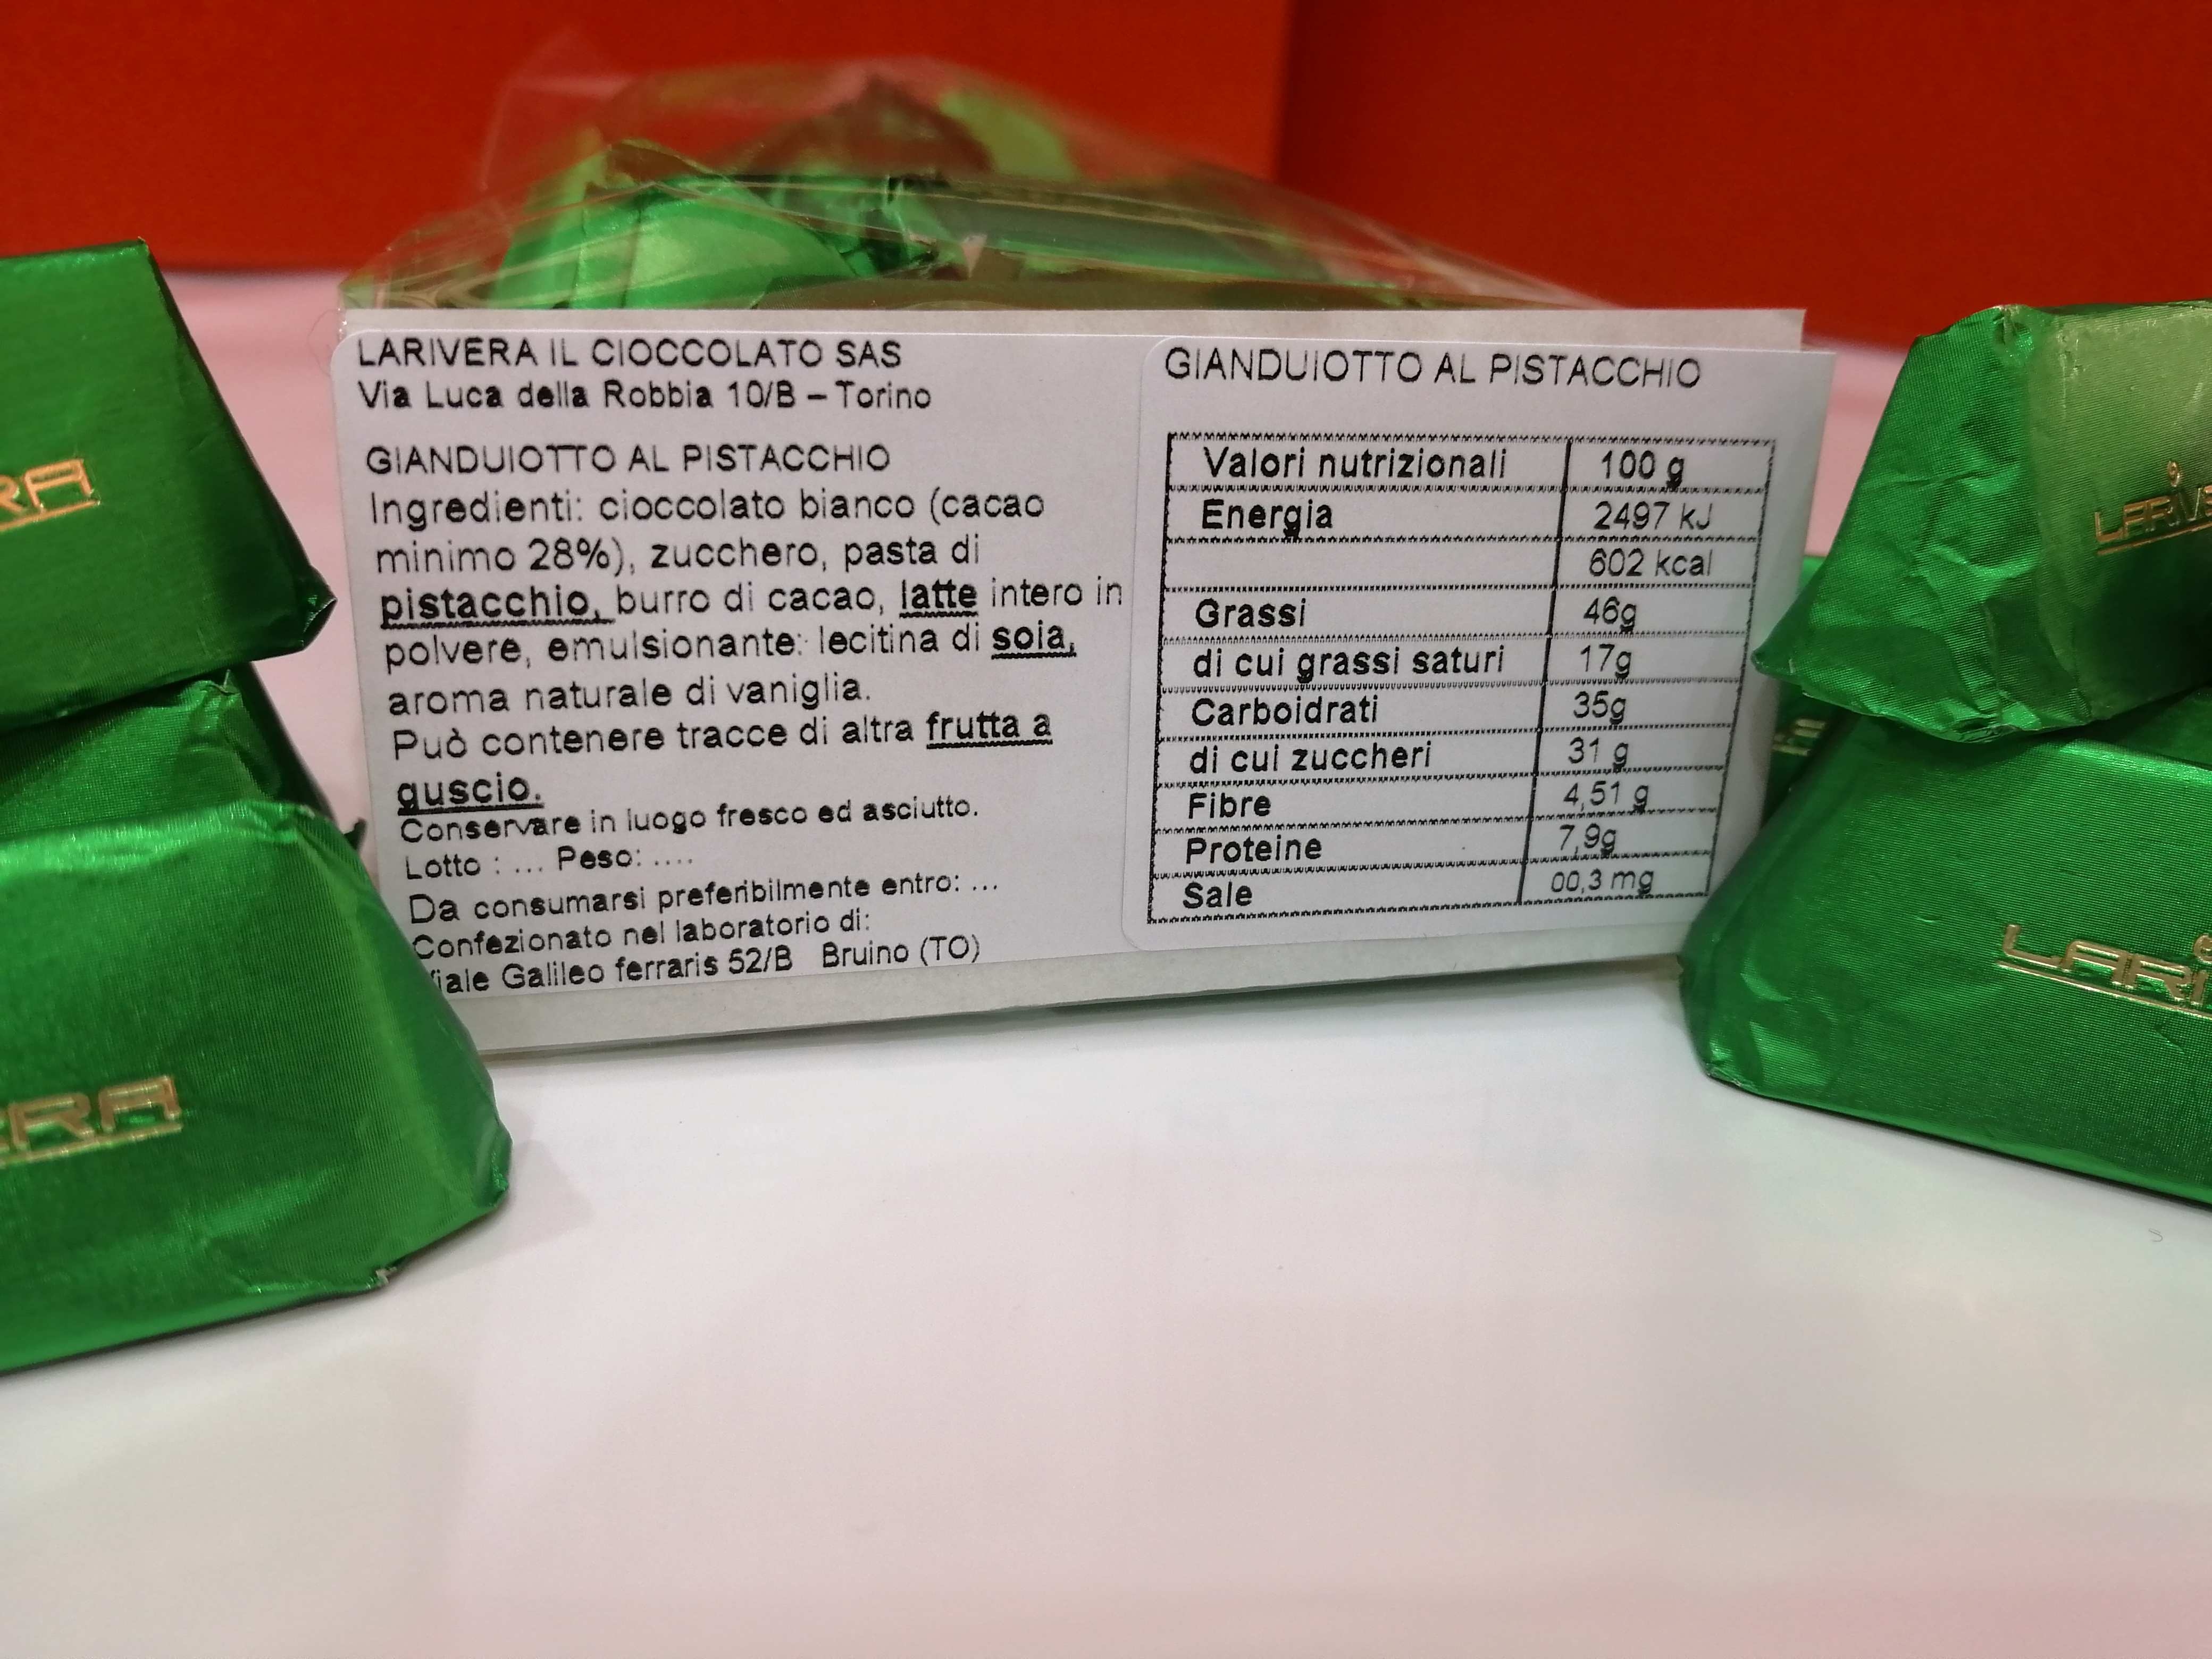 LARIVERA IL CIOCCOLATO SAS
Via Luca della Robbia 10/B – Torino
GIANDUIOTTO AL PISTACCHIO
Ingredienti: cioccolato bianco (cacao
minimo 28%), zucchero, pasta di
pistacchio, burro di cacao, latte intero in
polvere, emulsionante: lecitina di soia,
aroma naturale di vaniglia.
Può contenere tracce di altra frutta a
guscio.
Conservare in luogo fresco ed asciutto.
Lotto : ... Peso: ....
Da consumarsi preferibilmente entro: ...
Confezionato nel laboratorio di:
Viale Galileo ferraris 52/B Bruino (TO)
GIANDUIOTTO AL PISTACCHIO
Valori nutrizionali 100 g
Energia 2497 kJ
602 kcal
Grassi 46g
di cui grassi saturi 17g
Carboidrati 35g
di cui zuccheri 31 g
Fibre 4,51 g
Proteine 7,9g
Sale 00,3 mg
RA
ERRA
LARIVE
LARI